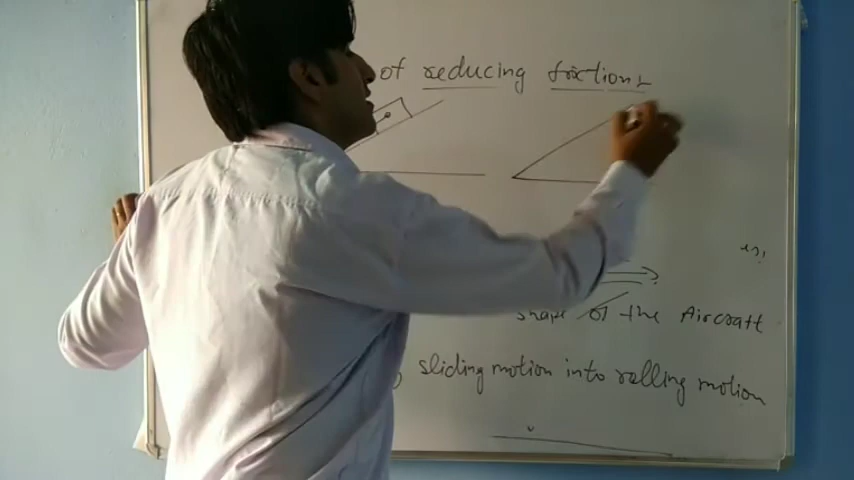 of reducing friction:
Shape of the Aircraft
sliding motion into rolling motion